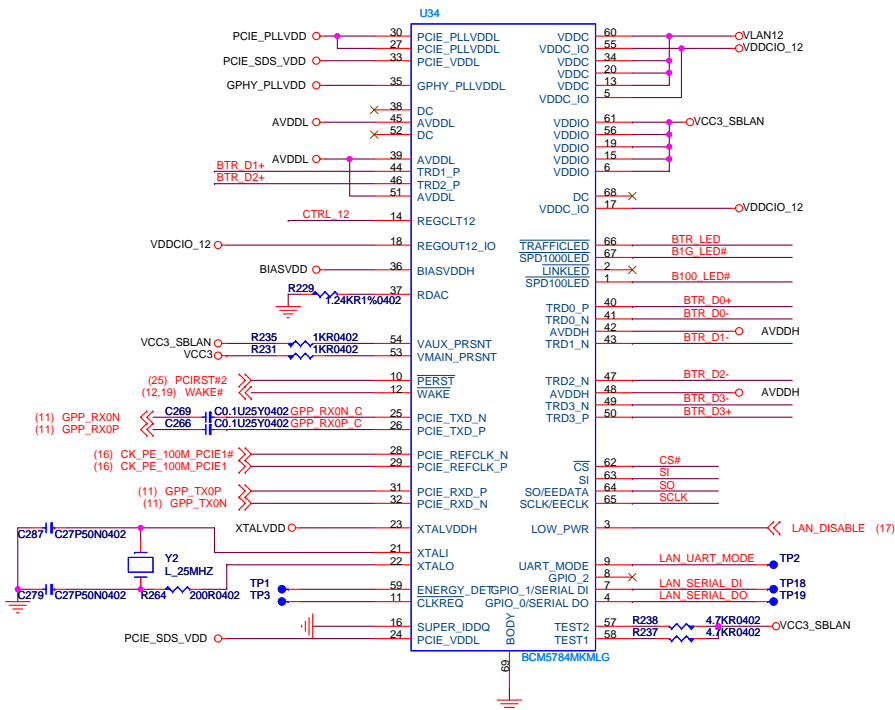 U34
PCIE_PLLVDD 30 PCIE_PLLVDDL VDDC 60 VLAN12
27 PCIE_PLLVDDL VDDC_IO 55 VDDCIO_12
PCIE_SDS_VDD 33 PCIE_VDDL VDDC 34
VDDC 20
GPHY_PLLVDD 35 GPHY_PLLVDDL VDDC 13
VDDC_IO 5
38 DC
AVDDL 45 AVDDL VDDIO 61 VCC3_SBLAN
52 DC VDDIO 56
VDDIO 19
AVDDL 39 AVDDL VDDIO 15
BTR_D1+ 44 TRD1_P VDDIO 6
BTR_D2+ 46 TRD2_P
51 AVDDL DC 68
VDDC_IO 17 VDDCIO_12
CTRL_12 14 REGCLT12
VDDCIO_12 18 REGOUT12_IO TRAFFICLED 66 BTR_LED
SPD1000LED 67 B1G_LED#
BIASVDD 36 BIASVDDH LINKLED 2
SPD100LED 1 B100_LED#
R229 1.24KR1%0402 37 RDAC
TRD0_P 40 BTR_D0+
TRD0_N 41 BTR_D0-
AVDDH 42 AVDDH
VCC3_SBLAN R235 1KR0402 54 VAUX_PRSNT TRD1_N 43 BTR_D1-
VCC3 R231 1KR0402 53 VMAIN_PRSNT
(25) PCIRST#2 10 PERST TRD2_N 47 BTR_D2-
(12,19) WAKE# 12 WAKE AVDDH 48 AVDDH
TRD3_N 49 BTR_D3-
(11) GPP_RX0N C269 C0.1U25Y0402 GPP_RX0N_C 25 PCIE_TXD_N TRD3_P 50 BTR_D3+
(11) GPP_RX0P C266 C0.1U25Y0402 GPP_RX0P_C 26 PCIE_TXD_P
(16) CK_PE_100M_PCIE1# 28 PCIE_REFCLK_N
(16) CK_PE_100M_PCIE1 29 PCIE_REFCLK_P CS 62 CS#
SI 63 SI
(11) GPP_TX0P 31 PCIE_RXD_P SO/EEDATA 64 SO
(11) GPP_TX0N 32 PCIE_RXD_N SCLK/EECLK 65 SCLK
XTALVDD 23 XTALVDDH LOW_PWR 3 LAN_DISABLE (17)
C287 C27P50N0402
21 XTALI
Y2 L_25MHZ 22 XTALO UART_MODE 9 LAN_UART_MODE TP2
GPIO_2 8
C279 C27P50N0402 R264 200R0402 TP1 59 ENERGY_DET GPIO_1/SERIAL DI 7 LAN_SERIAL_DI TP18
TP3 11 CLKREQ GPIO_0/SERIAL DO 4 LAN_SERIAL_DO TP19
16 SUPER_IDDQ TEST2 57 R238 4.7KR0402 VCC3_SBLAN
PCIE_SDS_VDD 24 PCIE_VDDL TEST1 58 R237 4.7KR0402
BODY
BCM5784MKMLG
69